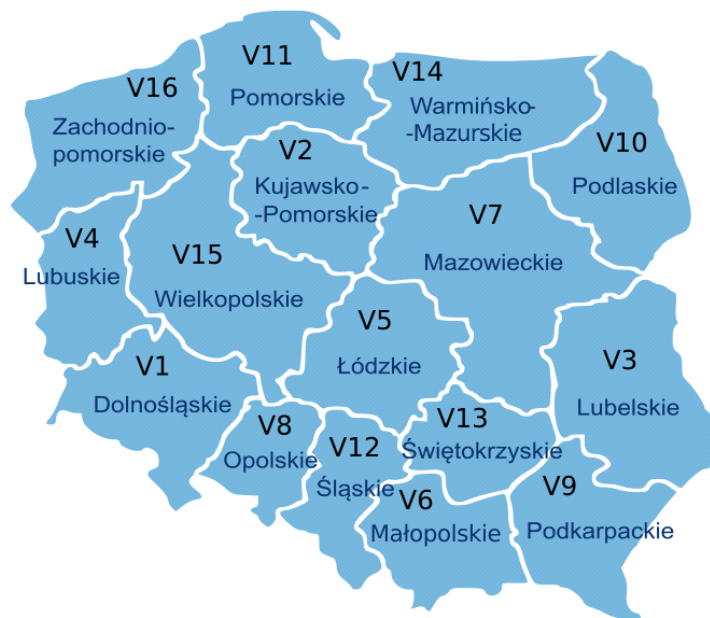 V11
Pomorskie
V16
Zachodnio-
pomorskie
V14
Warmińsko-
-Mazurskie
V10
Podlaskie
V2
Kujawsko-
-Pomorskie
V7
Mazowieckie
V4
Lubuskie
V15
Wielkopolskie
V5
Łódzkie
V1
Dolnośląskie
V3
Lubelskie
V8
Opolskie
V12
Śląskie
V13
Świętokrzyskie
V6
Małopolskie
V9
Podkarpackie